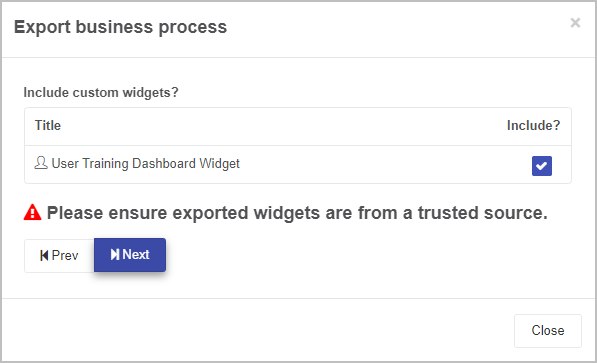 Export business process ×
Include custom widgets?
Title Include?
User Training Dashboard Widget
Please ensure exported widgets are from a trusted source.
Prev Next
Close